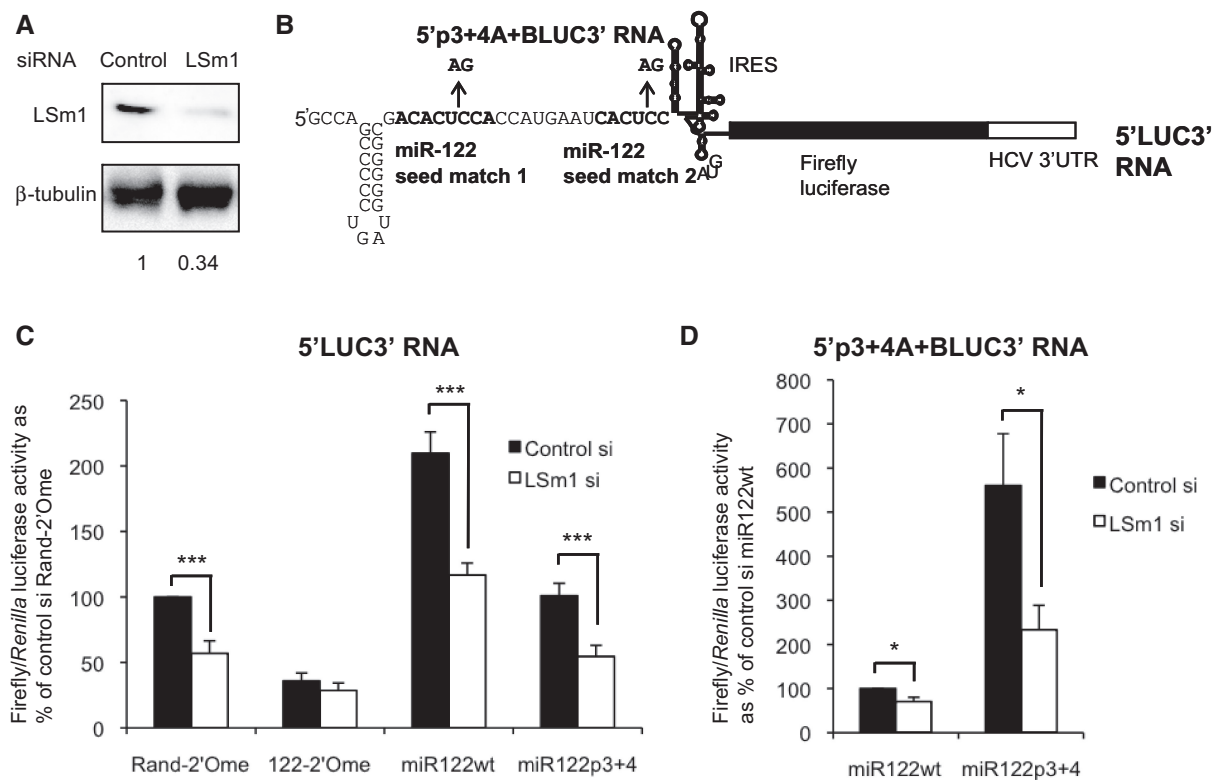 A
siRNA Control LSm1
LSm1
β-tubulin
1 0.34
B
5'p3+4A+BLUC3' RNA
AG AG
IRES
5'GCCA GACACUCCACCAUGAAUCACUCC
GC
CG
CG
CG
CG
CG
U U
G A
miR-122
seed match 1
miR-122
seed match 2
AUG
Firefly
luciferase
HCV 3'UTR
5'LUC3'
RNA
C
5'LUC3' RNA
Firefly/Renilla luciferase activity as
% of control si Rand-2'Ome
250
200
150
100
50
0
***
***
***
Control si
LSm1 si
Rand-2'Ome 122-2'Ome miR122wt miR122p3+4
D
5'p3+4A+BLUC3' RNA
Firefly/Renilla luciferase activity
as % of control si miR122wt
800
700
600
500
400
300
200
100
0
*
*
Control si
LSm1 si
miR122wt miR122p3+4